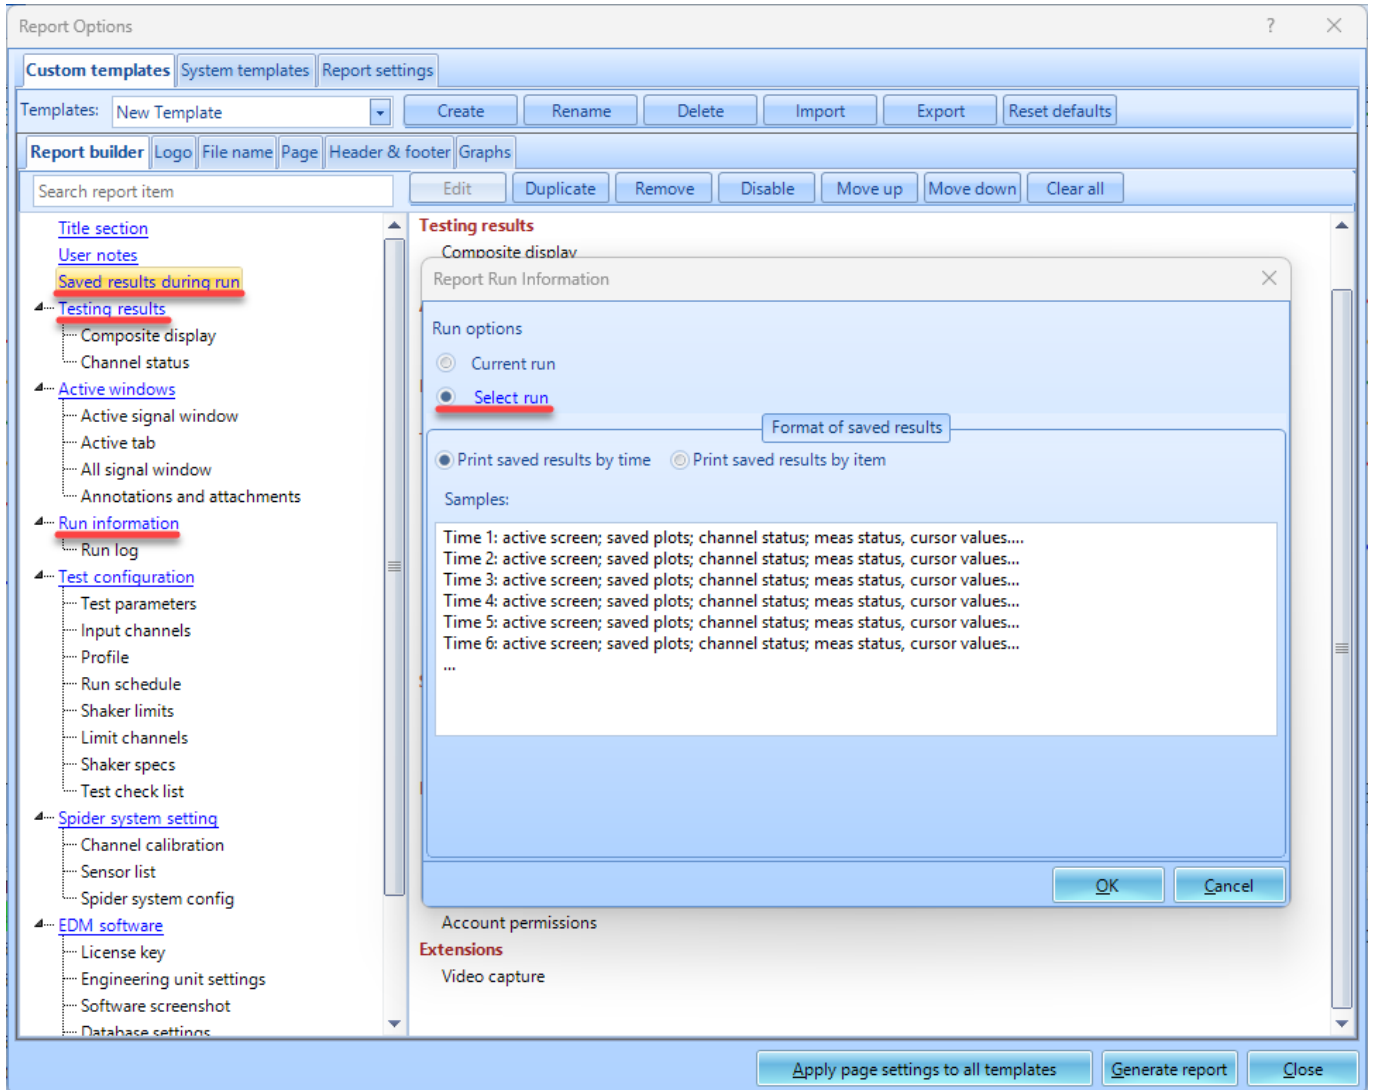 Report Options
?
Custom templates System templates Report settings
Templates: New Template Create Rename Delete Import Export Reset defaults
Report builder Logo File name Page Header & footer Graphs
Search report item Edit Duplicate Remove Disable Move up Move down Clear all
Title section
User notes
Saved results during run
Testing results
Composite display
Channel status
Active windows
Active signal window
Active tab
All signal window
Annotations and attachments
Run information
Run log
Test configuration
Test parameters
Input channels
Profile
Run schedule
Shaker limits
Limit channels
Shaker specs
Test check list
Spider system setting
Channel calibration
Sensor list
Spider system config
EDM software
License key
Engineering unit settings
Software screenshot
Database settings
Testing results
Composite display
Report Run Information
Run options
Current run
Select run
Format of saved results
Print saved results by time Print saved results by item
Samples:
Time 1: active screen; saved plots; channel status; meas status, cursor values....
Time 2: active screen; saved plots; channel status; meas status, cursor values...
Time 3: active screen; saved plots; channel status; meas status, cursor values...
Time 4: active screen; saved plots; channel status; meas status, cursor values...
Time 5: active screen; saved plots; channel status; meas status, cursor values...
Time 6: active screen; saved plots; channel status; meas status, cursor values...
...
OK Cancel
Account permissions
Extensions
Video capture
Apply page settings to all templates Generate report Close